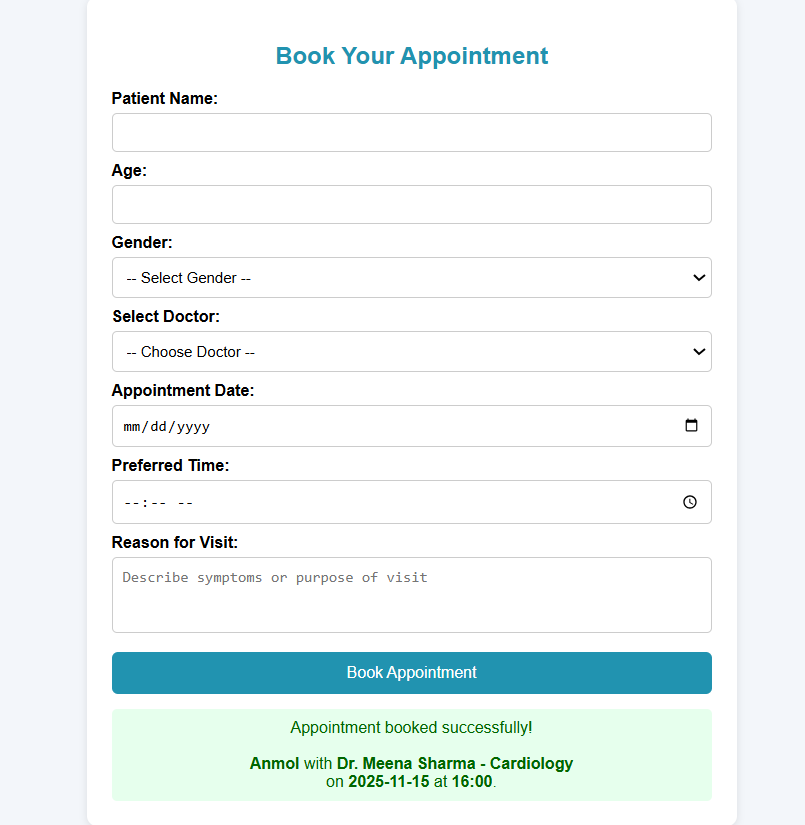 Book Your Appointment
Patient Name:
Age:
Gender:
-- Select Gender --
Select Doctor:
-- Choose Doctor --
Appointment Date:
mm/dd/yyyy
Preferred Time:
--:-- --
Reason for Visit:
Describe symptoms or purpose of visit
Book Appointment
Appointment booked successfully!
Anmol with Dr. Meena Sharma - Cardiology
on 2025-11-15 at 16:00.